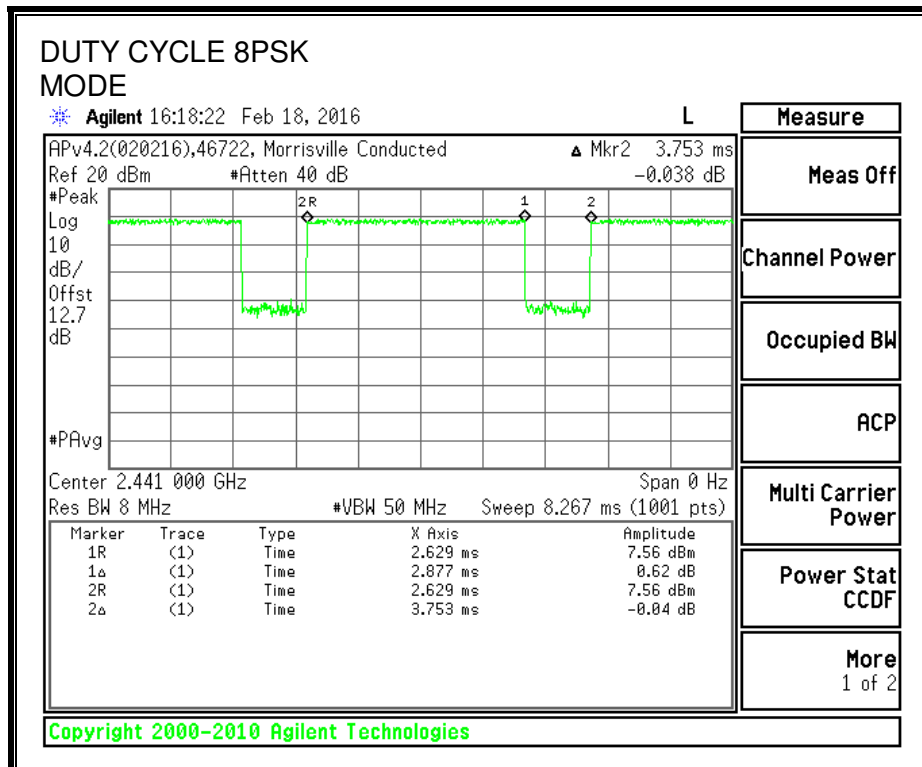 DUTY CYCLE 8PSK
MODE
Agilent 16:18:22 Feb 18, 2016 L
Measure
APv4.2(020216),46722, Morrisville Conducted Δ Mkr2 3.753 ms
Ref 20 dBm #Atten 40 dB -0.038 dB
Meas Off
#Peak
Log
10
dB/
Offst
12.7
dB
#PAvg
2R 1 2
Channel Power
Occupied BW
ACP
Center 2.441 000 GHz Span 0 Hz
Res BW 8 MHz #VBW 50 MHz Sweep 8.267 ms (1001 pts)
Multi Carrier
Power
Marker Trace Type X Axis Amplitude
1R (1) Time 2.629 ms 7.56 dBm
1Δ (1) Time 2.877 ms 0.62 dB
2R (1) Time 2.629 ms 7.56 dBm
2Δ (1) Time 3.753 ms -0.04 dB
Power Stat
CCDF
More
1 of 2
Copyright 2000-2010 Agilent Technologies